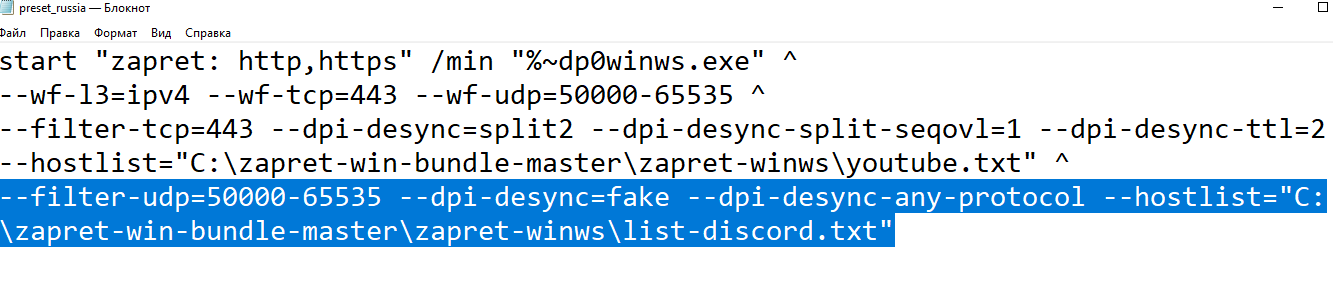 preset_russia — Блокнот
Файл Правка Формат Вид Справка
start "zapret: http,https" /min "%~dp0winws.exe" ^
--wf-l3=ipv4 --wf-tcp=443 --wf-udp=50000-65535 ^
--filter-tcp=443 --dpi-desync=split2 --dpi-desync-split-seqovl=1 --dpi-desync-ttl=2
--hostlist="C:\zapret-win-bundle-master\zapret-winws\youtube.txt" ^
--filter-udp=50000-65535 --dpi-desync=fake --dpi-desync-any-protocol --hostlist="C:
\zapret-win-bundle-master\zapret-winws\list-discord.txt"